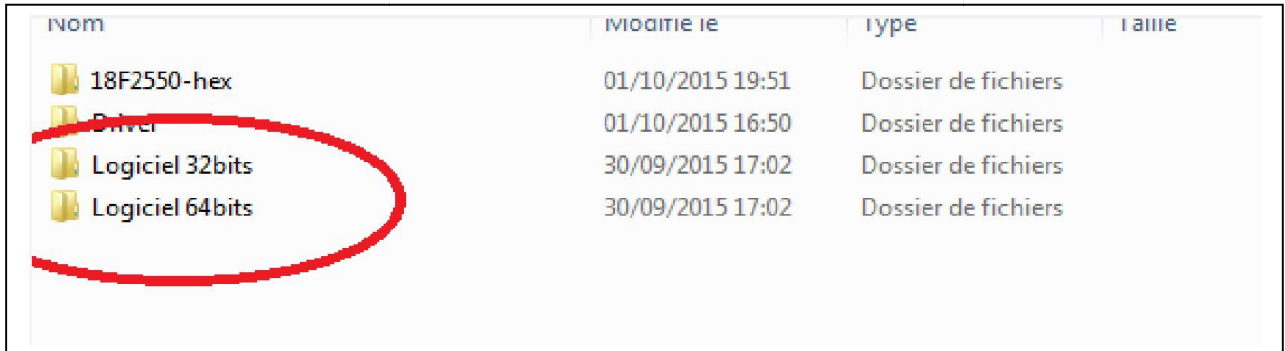 Nom Modifié le Type Taille
18F2550-hex 01/10/2015 19:51 Dossier de fichiers
Driver 01/10/2015 16:50 Dossier de fichiers
Logiciel 32bits 30/09/2015 17:02 Dossier de fichiers
Logiciel 64bits 30/09/2015 17:02 Dossier de fichiers